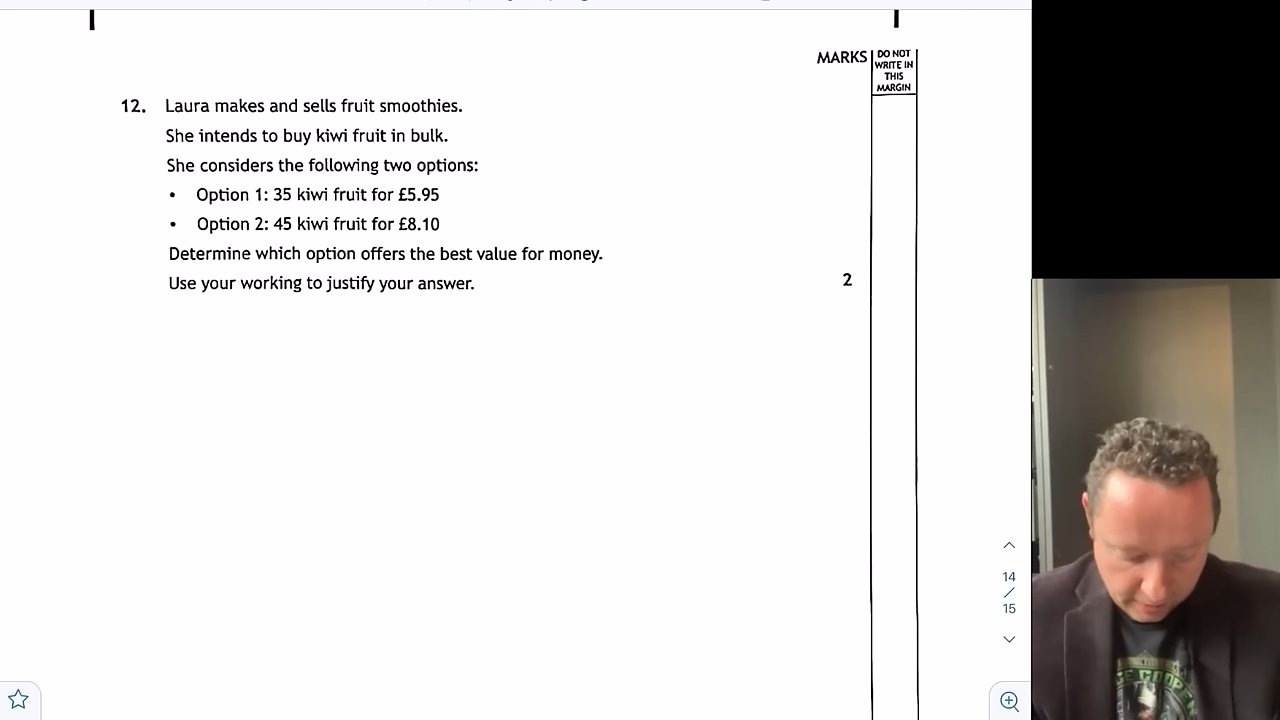 MARKS
DO NOT
WRITE IN
THIS
MARGIN
12. Laura makes and sells fruit smoothies.
She intends to buy kiwi fruit in bulk.
She considers the following two options:
• Option 1: 35 kiwi fruit for £5.95
• Option 2: 45 kiwi fruit for £8.10
Determine which option offers the best value for money.
Use your working to justify your answer.
2
14
/
15